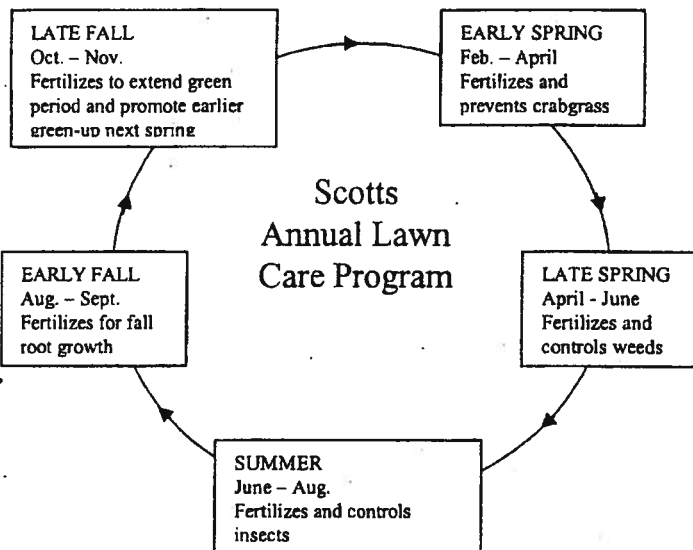 LATE FALL
Oct. – Nov.
Fertilizes to extend green
period and promote earlier
green-up next spring
EARLY SPRING
Feb. – April
Fertilizes and
prevents crabgrass
Scotts
Annual Lawn
Care Program
EARLY FALL
Aug. – Sept.
Fertilizes for fall
root growth
LATE SPRING
April - June
Fertilizes and
controls weeds
SUMMER
June – Aug.
Fertilizes and controls
insects